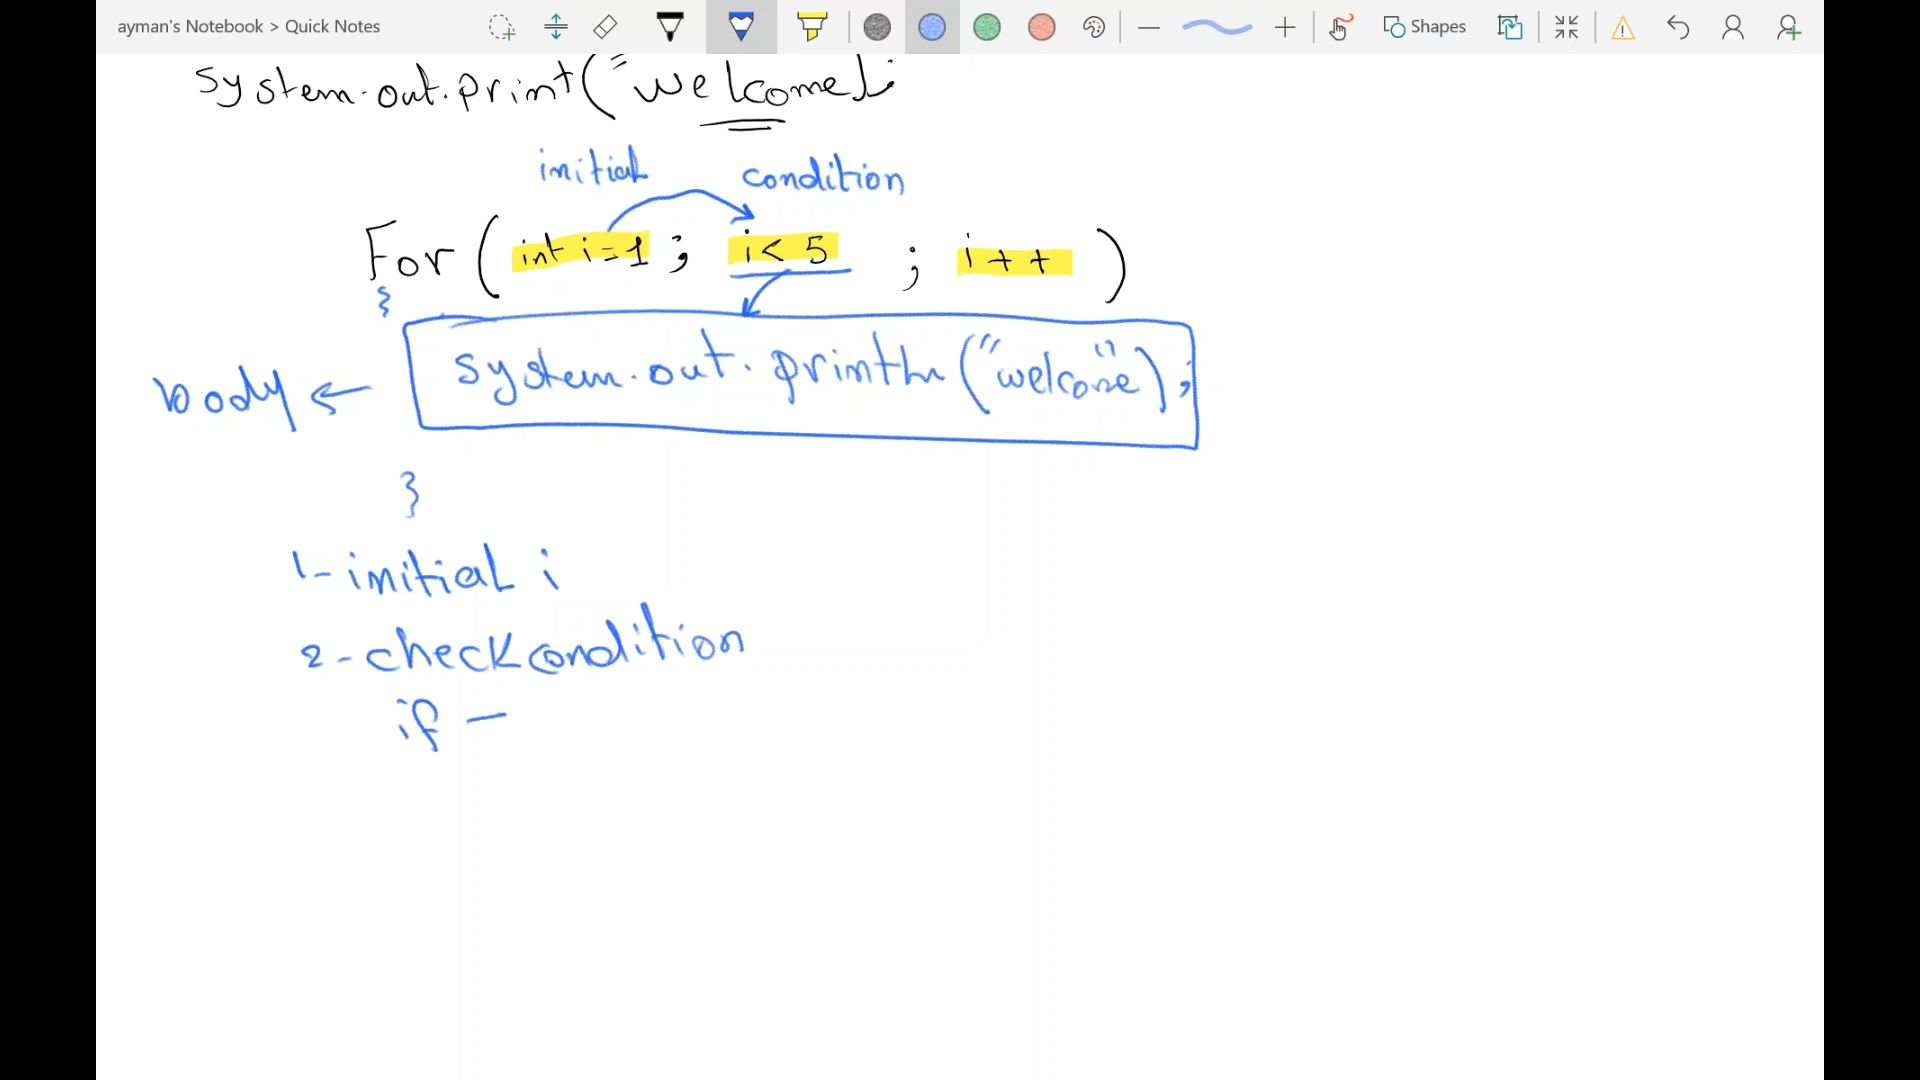 ayman's Notebook > Quick Notes
Shapes
system.out.print("welcome);
initial condition
For ( int i=1 ; i< 5 ; i++ )
{
system.out.println("welcome");
body ←
}
1- initial i
2- check condition
if –